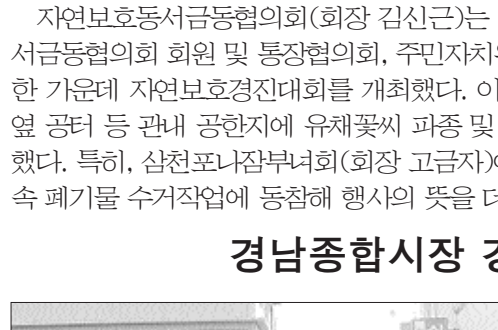 자연보호동서금동협의회(회장 김신근)는
서금동협의회 회원 및 통장협의회, 주민자치위
한 가운데 자연보호경진대회를 개최했다. 이
옆 공터 등 관내 공한지에 유채꽃씨 파종 및
했다. 특히, 삼천포나잠부녀회(회장 고금자)에
속 폐기물 수거작업에 동참해 행사의 뜻을 더
경남종합시장